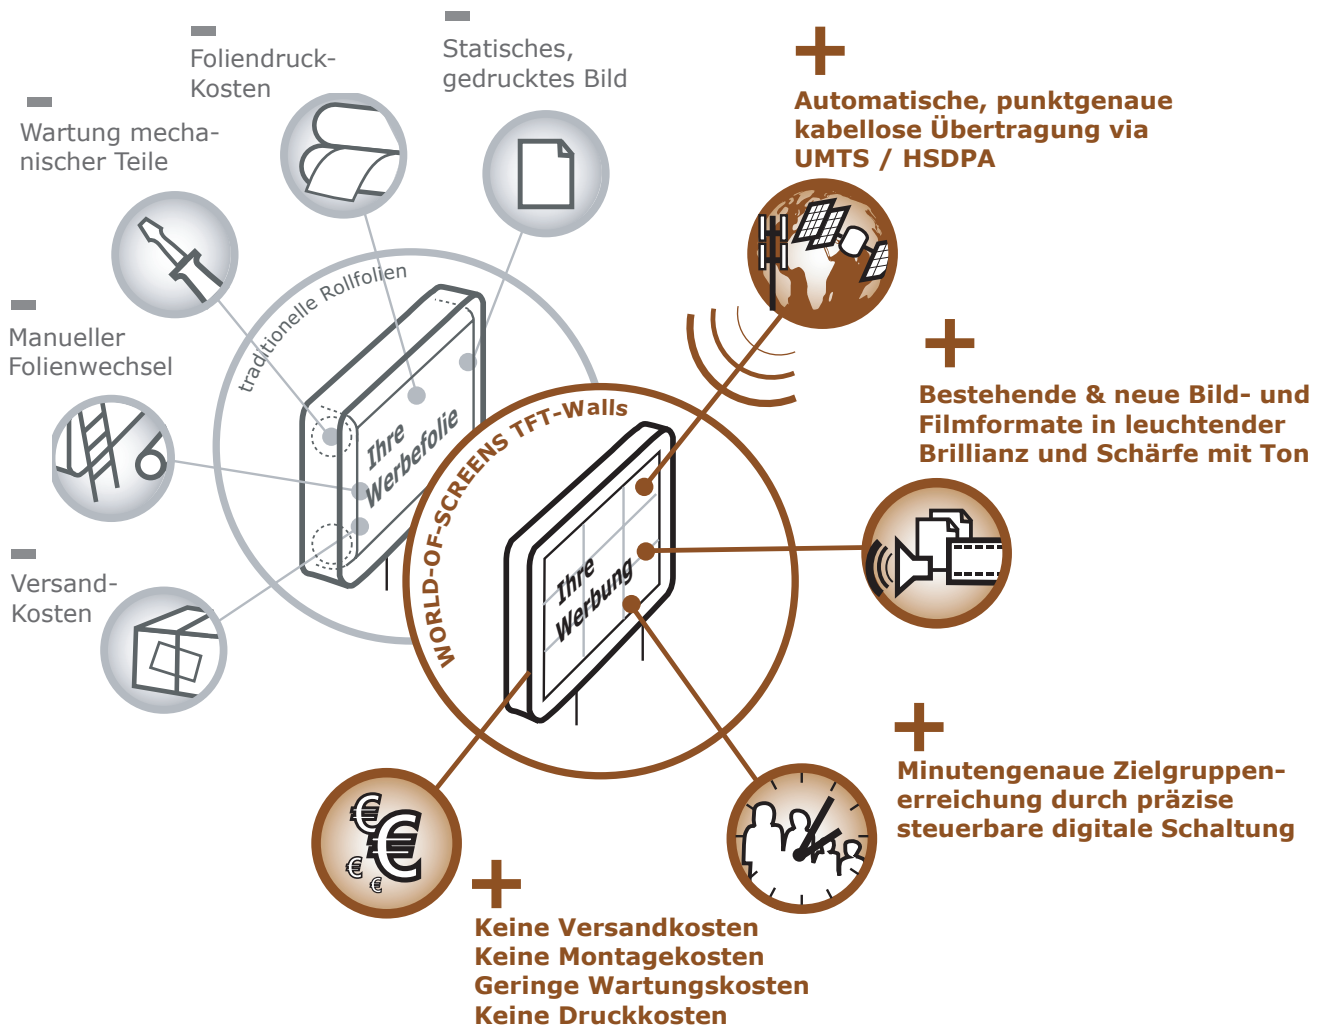 Statisches,
gedrucktes Bild
Foliendruck-
Kosten
Wartung mecha-
nischer Teile
Manueller
Folienwechsel
Versand-
Kosten
traditionelle Rollfolien
Ihre
Werbefolie
WORLD-OF-SCREENS TFT-Walls
Ihre
Werbung
Automatische, punktgenaue
kabellose Übertragung via
UMTS / HSDPA
Bestehende & neue Bild- und
Filmformate in leuchtender
Brillianz und Schärfe mit Ton
Minutengenaue Zielgruppen-
erreichung durch präzise
steuerbare digitale Schaltung
€
€
€
€
Keine Versandkosten
Keine Montagekosten
Geringe Wartungskosten
Keine Druckkosten